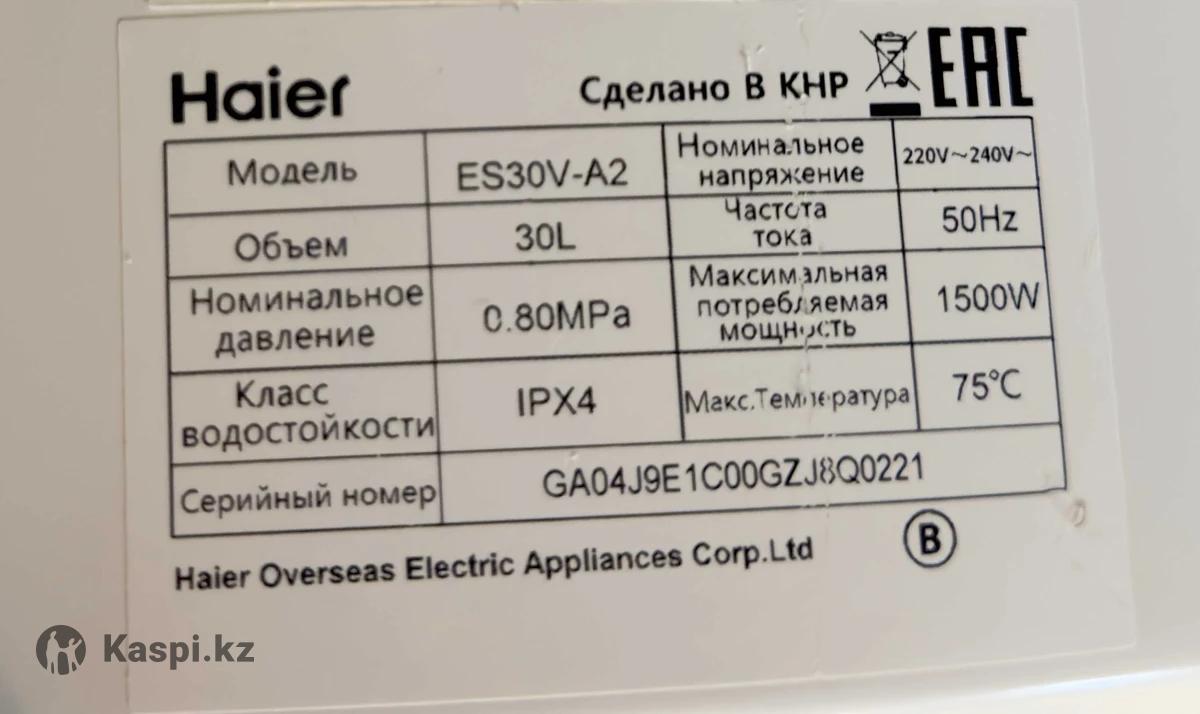 Haier
Сделано В КНР
EAC
Модель ES30V-A2 Номинальное напряжение 220V~240V~
Объем 30L Частота тока 50Hz
Номинальное давление 0.80MPa Максимальная потребляемая мощность 1500W
Класс водостойкости IPX4 Макс.Температура 75°C
Серийный номер GA04J9E1C00GZJ8Q0221
Haier Overseas Electric Appliances Corp.Ltd
B
Kaspi.kz